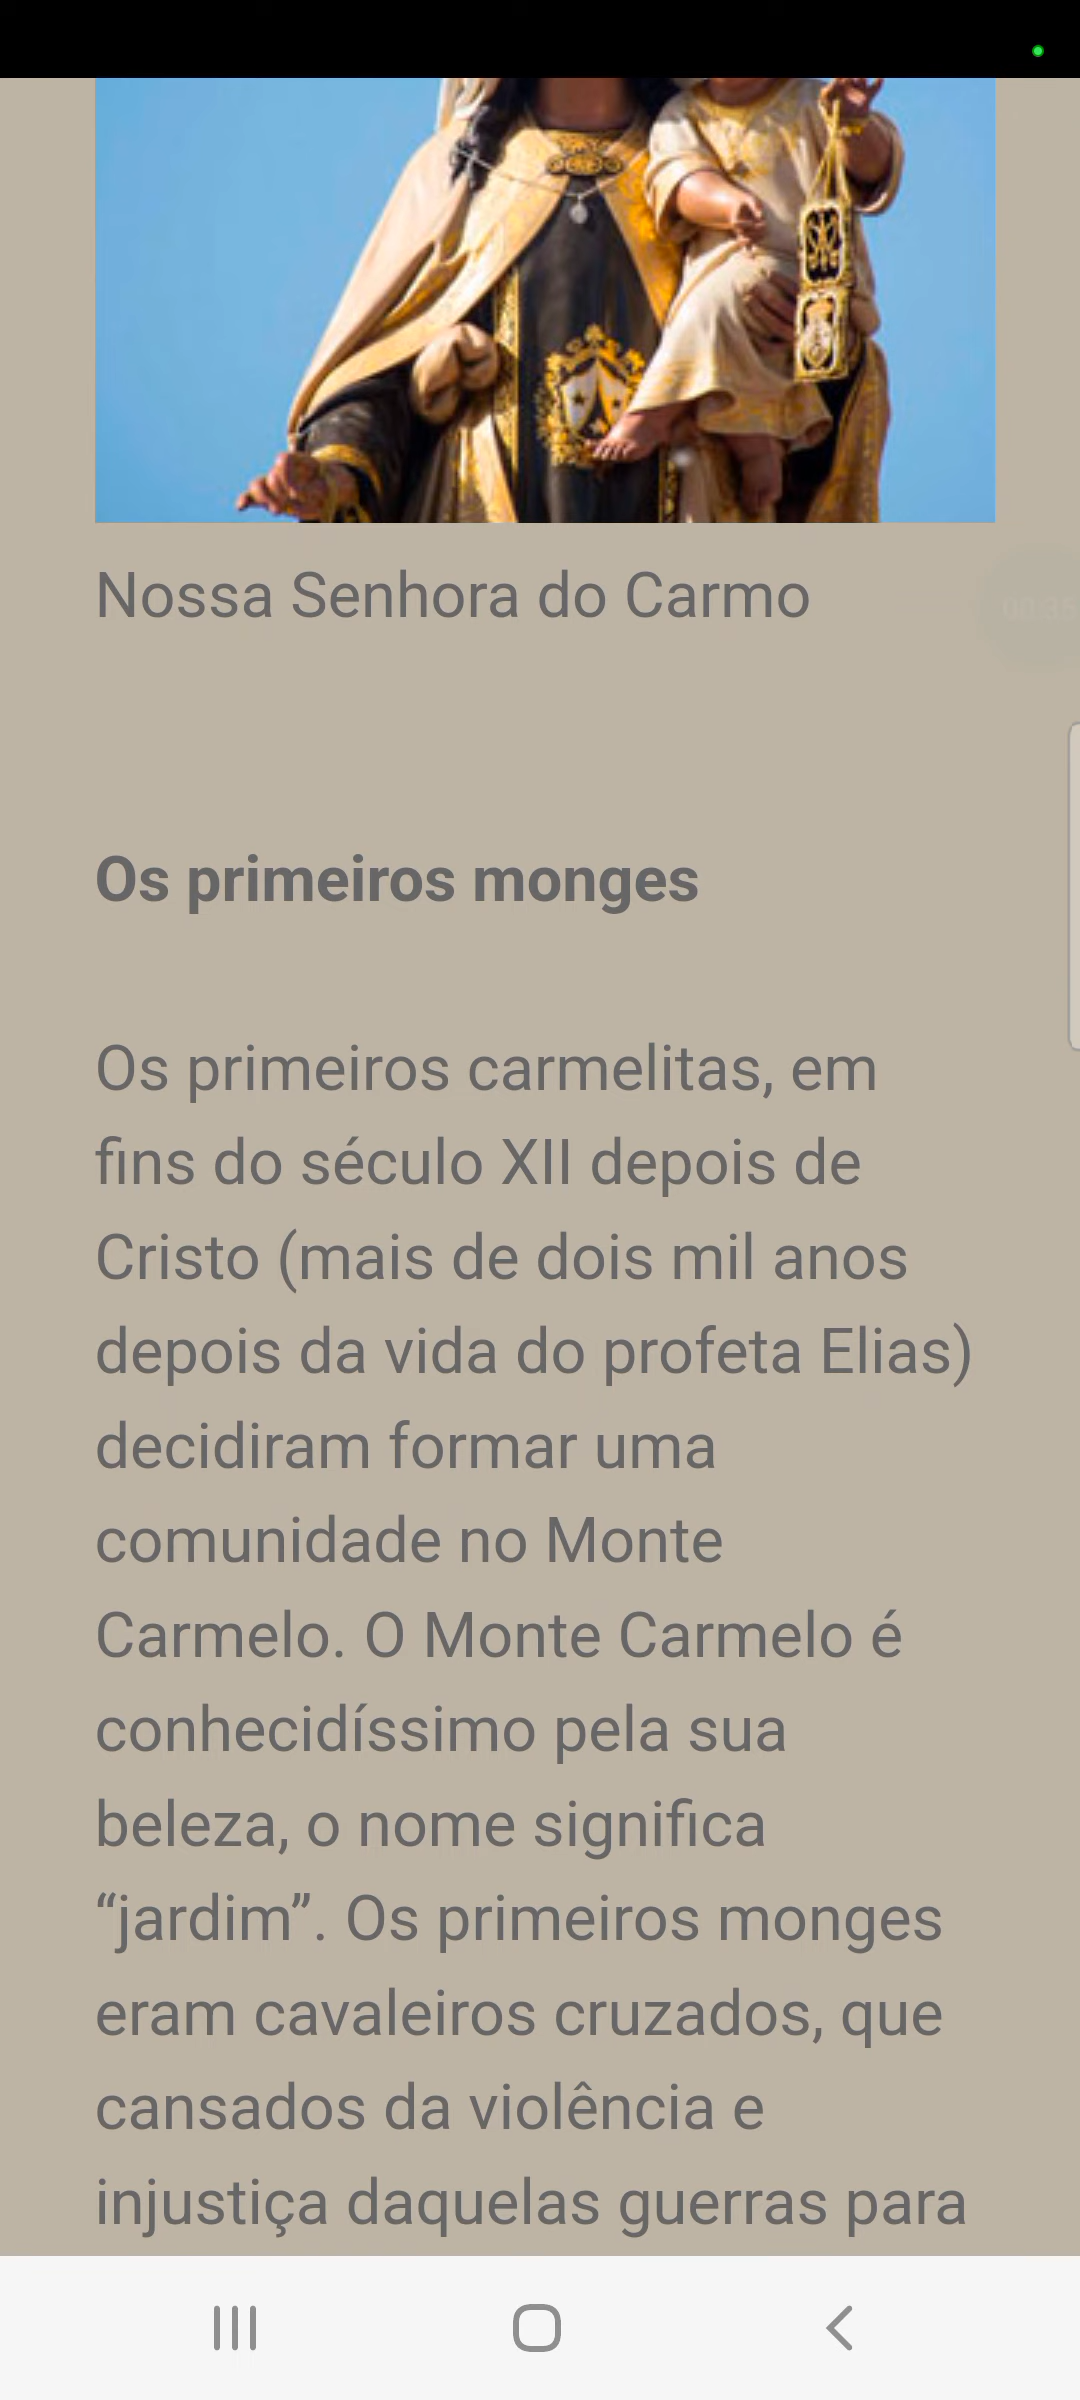 Nossa Senhora do Carmo
00:35
Os primeiros monges
Os primeiros carmelitas, em
fins do século XII depois de
Cristo (mais de dois mil anos
depois da vida do profeta Elias)
decidiram formar uma
comunidade no Monte
Carmelo. O Monte Carmelo é
conhecidíssimo pela sua
beleza, o nome significa
“jardim”. Os primeiros monges
eram cavaleiros cruzados, que
cansados da violência e
injustiça daquelas guerras para